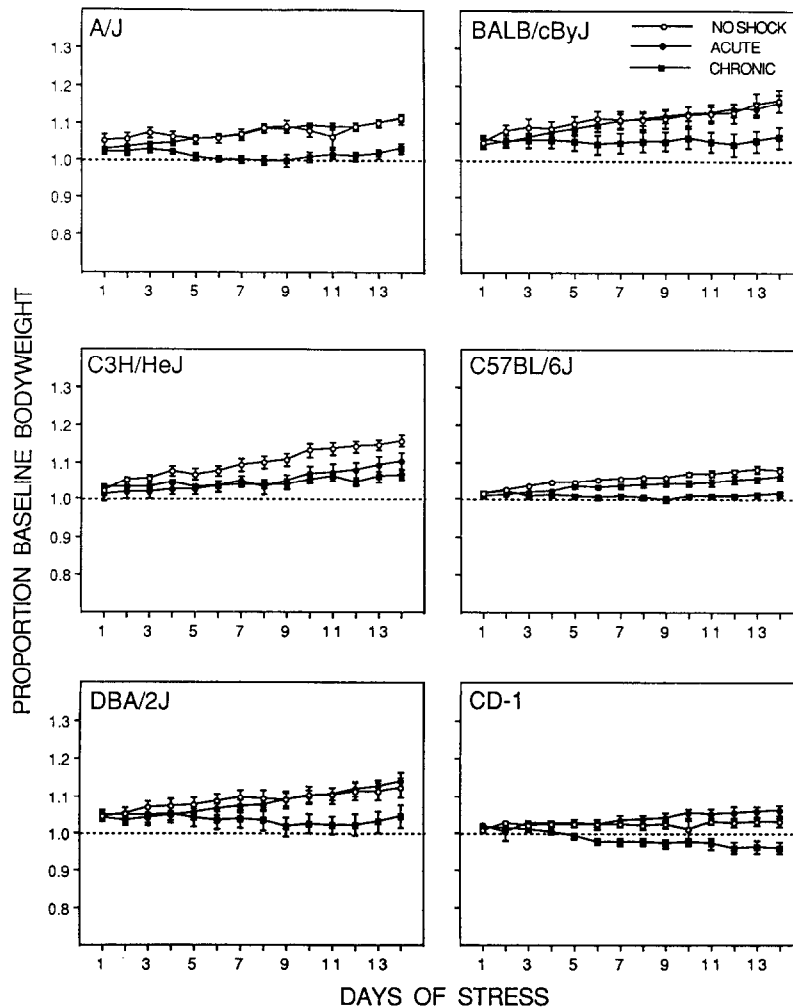 PROPORTION BASELINE BODYWEIGHT
A/J
1.3
1.2
1.1
1.0
0.9
0.8
1 3 5 7 9 11 13
BALB/cByJ
NO SHOCK
ACUTE
CHRONIC
1 3 5 7 9 11 13
C3H/HeJ
1.3
1.2
1.1
1.0
0.9
0.8
1 3 5 7 9 11 13
C57BL/6J
1 3 5 7 9 11 13
DBA/2J
1.3
1.2
1.1
1.0
0.9
0.8
1 3 5 7 9 11 13
CD-1
1 3 5 7 9 11 13
DAYS OF STRESS